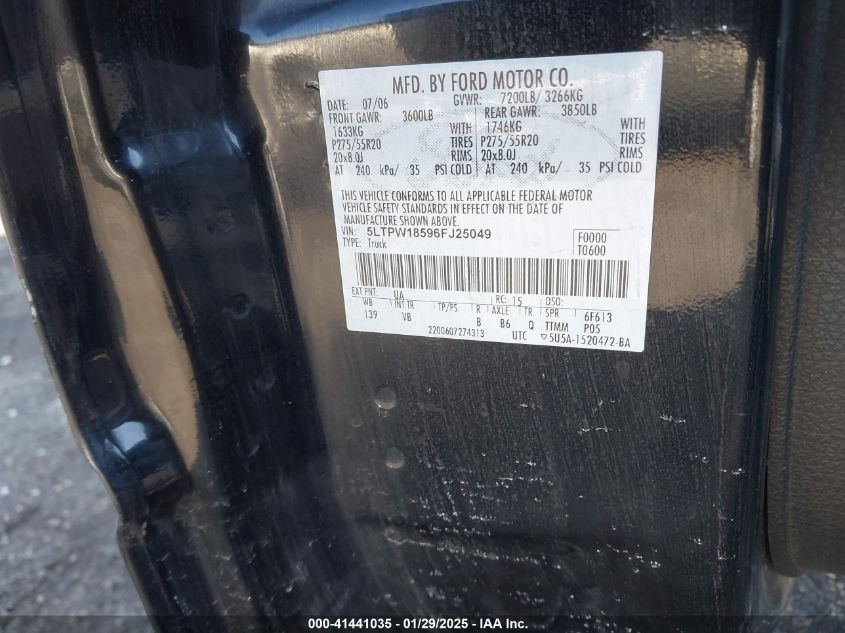 MFD. BY FORD MOTOR CO.
DATE: 07/06 GVWR: 7200LB/ 3266KG
FRONT GAWR: 3600LB REAR GAWR: 3850LB
1633KG WITH 1746KG WITH
P275/55R20 TIRES P275/55R20 TIRES
20x8.0J RIMS 20x8.0J RIMS
AT 240 kPa/ 35 PSI COLD AT 240 kPa/ 35 PSI COLD
THIS VEHICLE CONFORMS TO ALL APPLICABLE FEDERAL MOTOR
VEHICLE SAFETY STANDARDS IN EFFECT ON THE DATE OF
MANUFACTURE SHOWN ABOVE.
VIN: 5LTPW18596FJ25049 F0000
TYPE: Truck T0600
EXT PNT: UA RC: 15 DSO:
WB INT TR TP/PS R AXLE TR SPR 6F613
139 VB B B6 Q TTMM P05
2200607274313 UTC ▽5U5A-1520472-BA
000-41441035 - 01/29/2025 - IAA Inc.